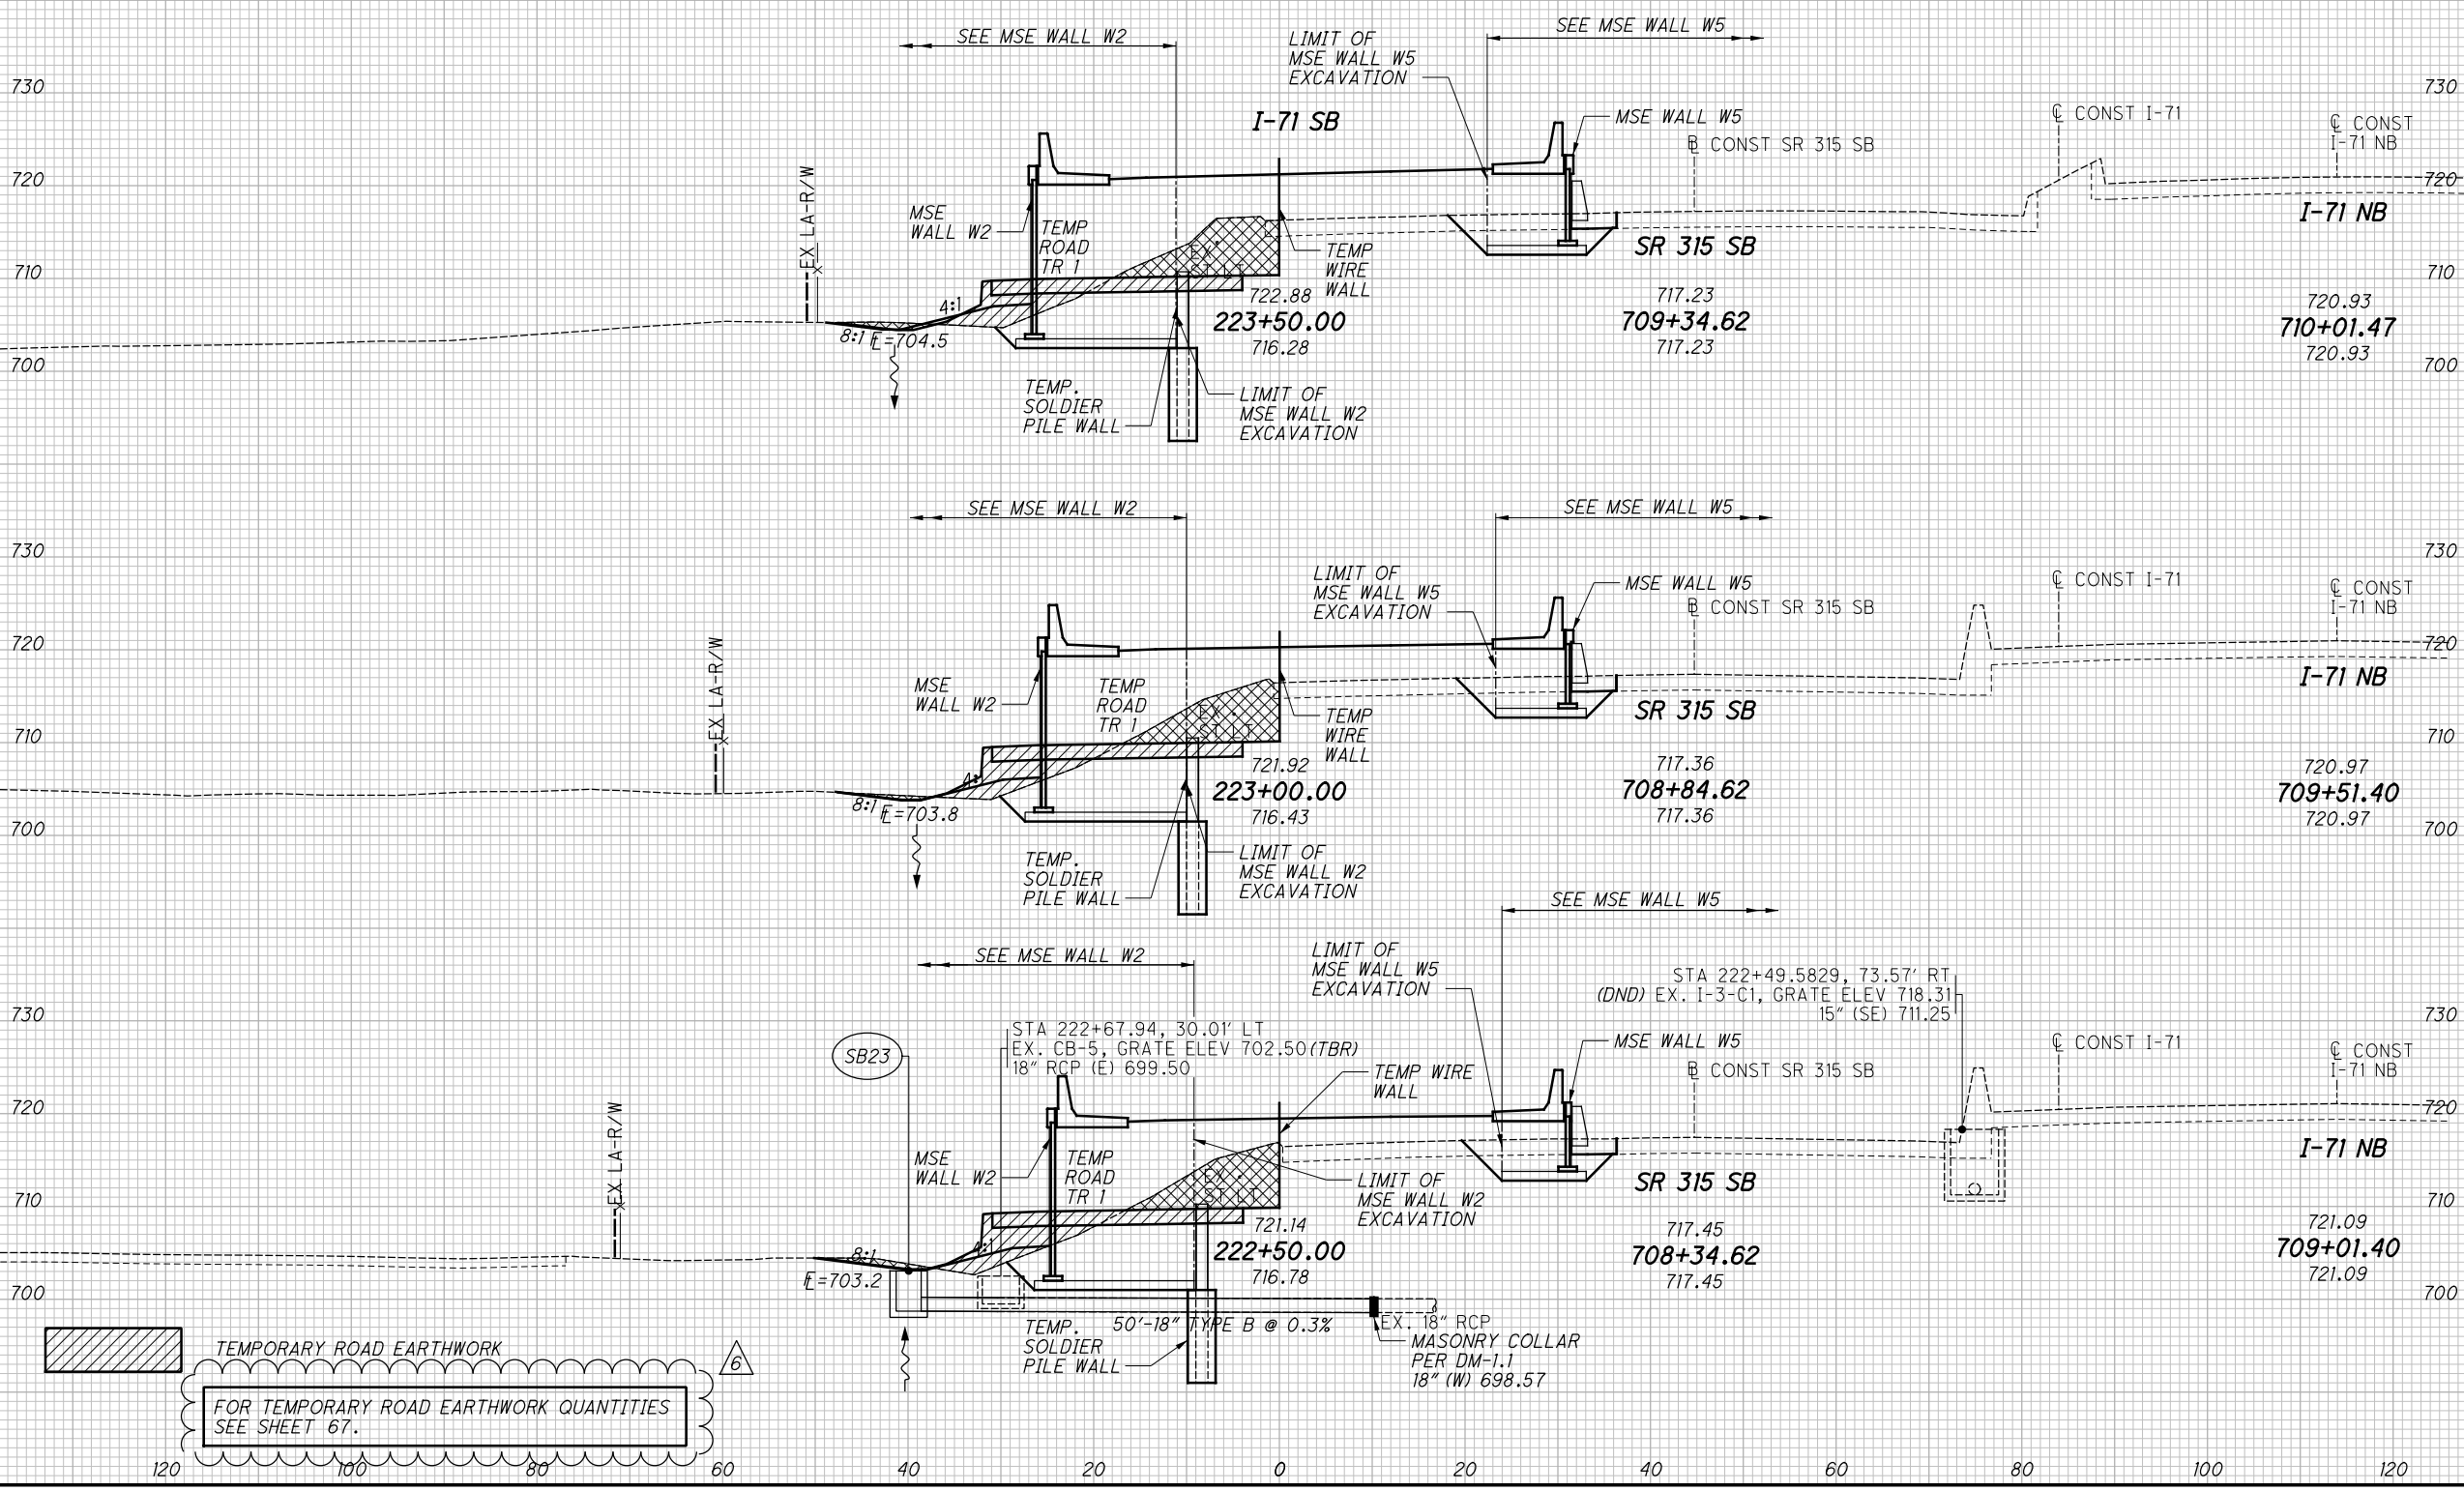 SEE MSE WALL W2
SEE MSE WALL W5
LIMIT OF
MSE WALL W5
EXCAVATION
730
730
I-71 SB
MSE WALL W5
℄ CONST I-71
℄ CONST
I-71 NB
B CONST SR 315 SB
720
720
EX LA-R/W
X
MSE
WALL W2
TEMP
ROAD
TR 1
I-71 NB
SR 315 SB
EX.
ST LT
TEMP
WIRE
WALL
710
710
4:1
8:1
℄=704.5
722.88
223+50.00
716.28
717.23
709+34.62
717.23
720.93
710+01.47
720.93
700
700
TEMP.
SOLDIER
PILE WALL
LIMIT OF
MSE WALL W2
EXCAVATION
SEE MSE WALL W2
SEE MSE WALL W5
730
730
LIMIT OF
MSE WALL W5
EXCAVATION
MSE WALL W5
B CONST SR 315 SB
℄ CONST I-71
℄ CONST
I-71 NB
720
720
EX LA-R/W
X
MSE
WALL W2
TEMP
ROAD
TR 1
I-71 NB
EX.
ST LT
TEMP
WIRE
WALL
SR 315 SB
710
710
4:
8:1
℄=703.8
721.92
223+00.00
716.43
717.36
708+84.62
717.36
720.97
709+51.40
720.97
700
700
TEMP.
SOLDIER
PILE WALL
LIMIT OF
MSE WALL W2
EXCAVATION
SEE MSE WALL W5
SEE MSE WALL W2
LIMIT OF
MSE WALL W5
EXCAVATION
STA 222+49.5829, 73.57' RT
(DND) EX. I-3-C1, GRATE ELEV 718.31
15" (SE) 711.25
730
730
STA 222+67.94, 30.01' LT
EX. CB-5, GRATE ELEV 702.50(TBR)
18" RCP (E) 699.50
SB23
MSE WALL W5
TEMP WIRE
WALL
B CONST SR 315 SB
℄ CONST I-71
℄ CONST
I-71 NB
720
720
EX LA-R/W
X
MSE
WALL W2
TEMP
ROAD
TR 1
I-71 NB
EX.
ST LT
LIMIT OF
MSE WALL W2
EXCAVATION
SR 315 SB
710
710
8:1
4:1
℄=703.2
721.14
222+50.00
716.78
717.45
708+34.62
717.45
721.09
709+01.40
721.09
700
700
TEMP.
SOLDIER
PILE WALL
50'-18" TYPE B @ 0.3%
EX. 18" RCP
MASONRY COLLAR
PER DM-1.1
18" (W) 698.57
TEMPORARY ROAD EARTHWORK
6
FOR TEMPORARY ROAD EARTHWORK QUANTITIES
SEE SHEET 67.
120 100 80 60 40 20 0 20 40 60 80 100 120